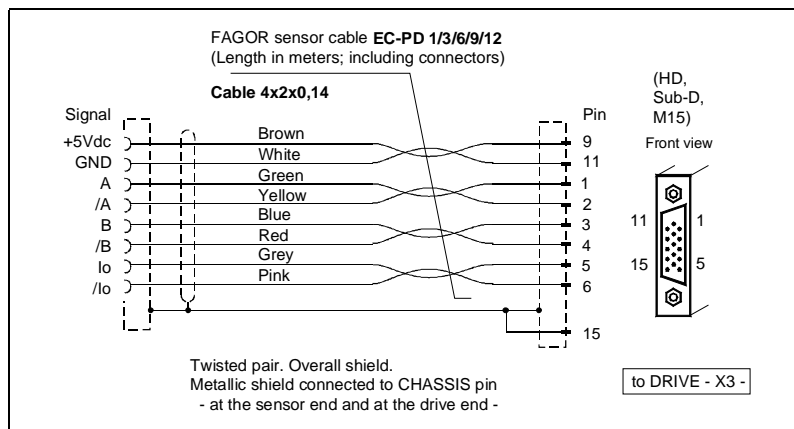 FAGOR sensor cable EC-PD 1/3/6/9/12
(Length in meters; including connectors)
Cable 4x2x0,14
(HD,
Sub-D,
M15)
Front view
Signal
Pin
+5Vdc
Brown
9
GND
White
11
A
Green
1
/A
Yellow
2
B
Blue
3
/B
Red
4
Io
Grey
5
/Io
Pink
6
15
11
1
15
5
Twisted pair. Overall shield.
Metallic shield connected to CHASSIS pin
- at the sensor end and at the drive end -
to DRIVE - X3 -